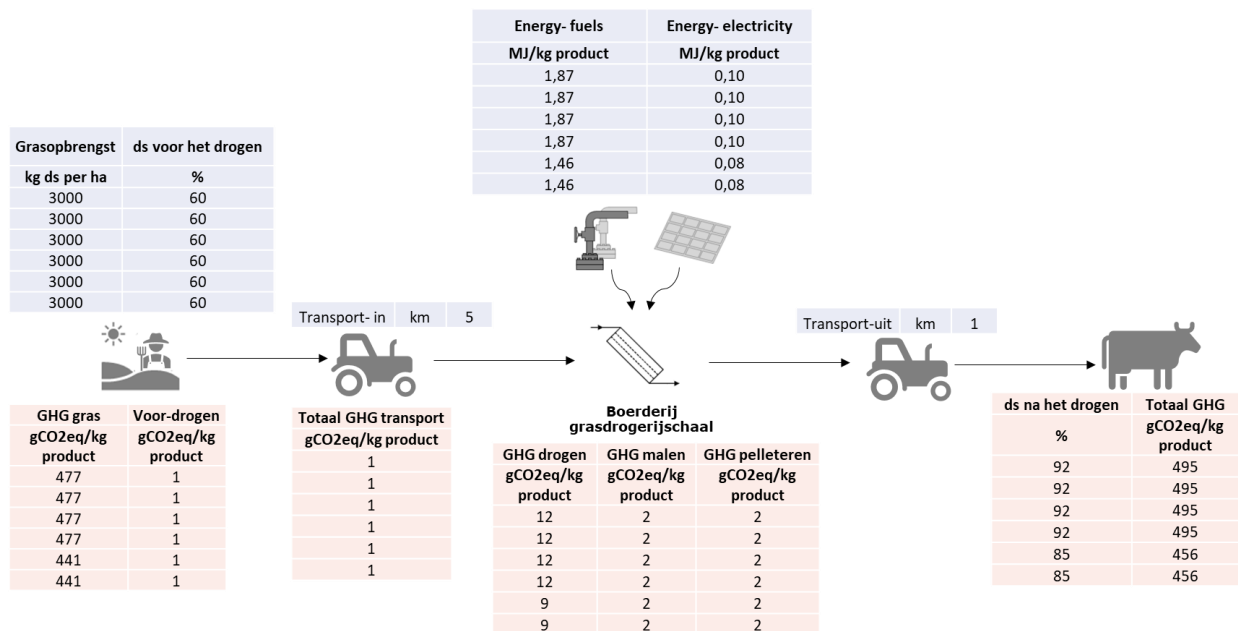 Energy- fuels Energy- electricity
MJ/kg product MJ/kg product
1,87 0,10
1,87 0,10
1,87 0,10
1,87 0,10
1,46 0,08
1,46 0,08
Grasopbrengst ds voor het drogen
kg ds per ha %
3000 60
3000 60
3000 60
3000 60
3000 60
3000 60
Transport- in km 5
Transport-uit km 1
GHG gras Voor-drogen
gCO2eq/kg gCO2eq/kg
product product
477 1
477 1
477 1
477 1
441 1
441 1
Totaal GHG transport
gCO2eq/kg product
1
1
1
1
1
1
Boerderij
grasdrogerijschaal
GHG drogen GHG malen GHG pelleteren
gCO2eq/kg gCO2eq/kg gCO2eq/kg
product product product
12 2 2
12 2 2
12 2 2
12 2 2
9 2 2
9 2 2
ds na het drogen Totaal GHG
% gCO2eq/kg
product
92 495
92 495
92 495
92 495
85 456
85 456